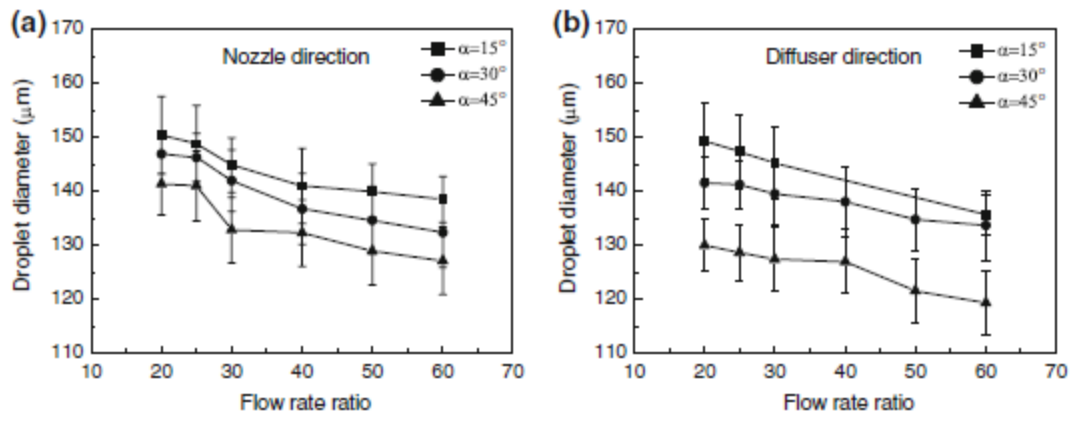 (a)
Nozzle direction
α=15°
α=30°
α=45°
Droplet diameter (μm)
170
160
150
140
130
120
110
10 20 30 40 50 60 70
Flow rate ratio
(b)
Diffuser direction
α=15°
α=30°
α=45°
Droplet diameter (μm)
170
160
150
140
130
120
110
10 20 30 40 50 60 70
Flow rate ratio